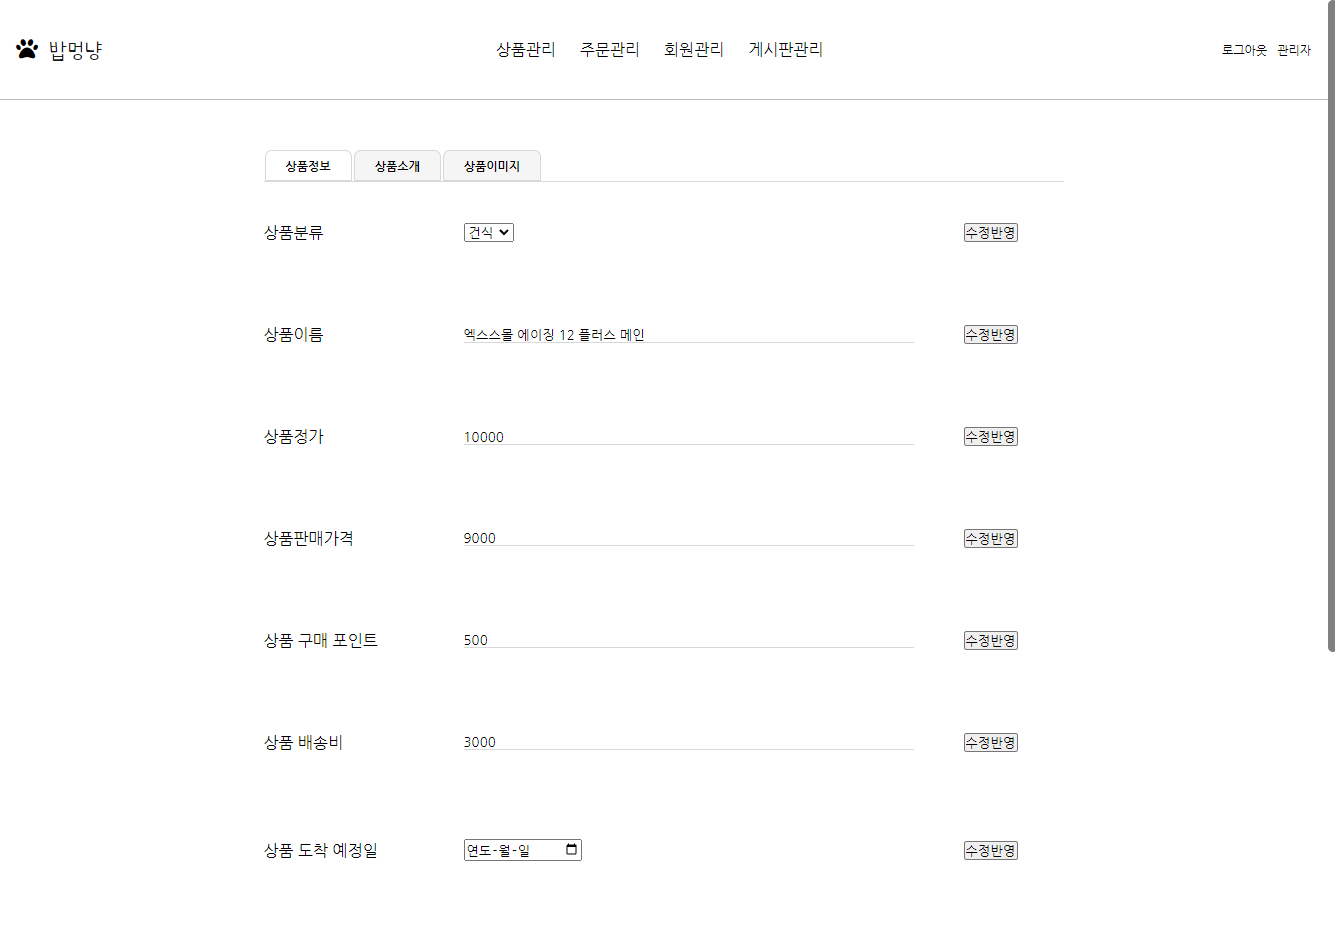 밥멍냥
상품관리 주문관리 회원관리 게시판관리
로그아웃 관리자
상품정보 상품소개 상품이미지
상품분류 건식 수정반영
상품이름 엑스스몰 에이징 12 플러스 메인 수정반영
상품정가 10000 수정반영
상품판매가격 9000 수정반영
상품 구매 포인트 500 수정반영
상품 배송비 3000 수정반영
상품 도착 예정일 연도-월-일 수정반영